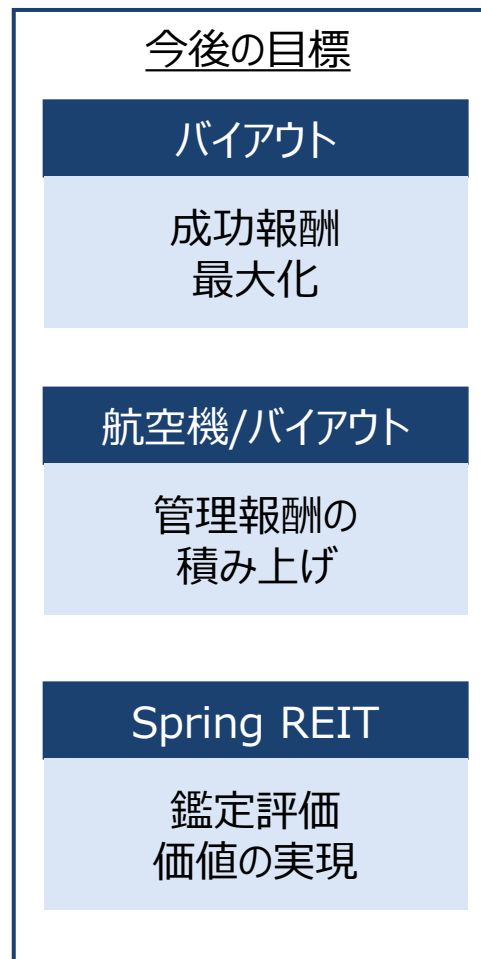 今後の目標
バイアウト
成功報酬
最大化
航空機/バイアウト
管理報酬の
積み上げ
Spring REIT
鑑定評価
価値の実現